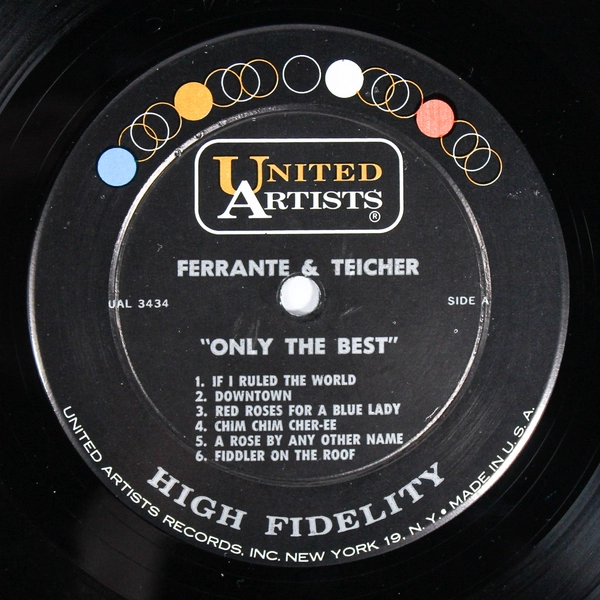 UNITED
ARTISTS
®
FERRANTE & TEICHER
UAL 3434
SIDE A
"ONLY THE BEST"
1. IF I RULED THE WORLD
2. DOWNTOWN
3. RED ROSES FOR A BLUE LADY
4. CHIM CHIM CHER-EE
5. A ROSE BY ANY OTHER NAME
6. FIDDLER ON THE ROOF
HIGH FIDELITY
UNITED ARTISTS RECORDS, INC. NEW YORK 19, N. Y. • MADE IN U.S.A.